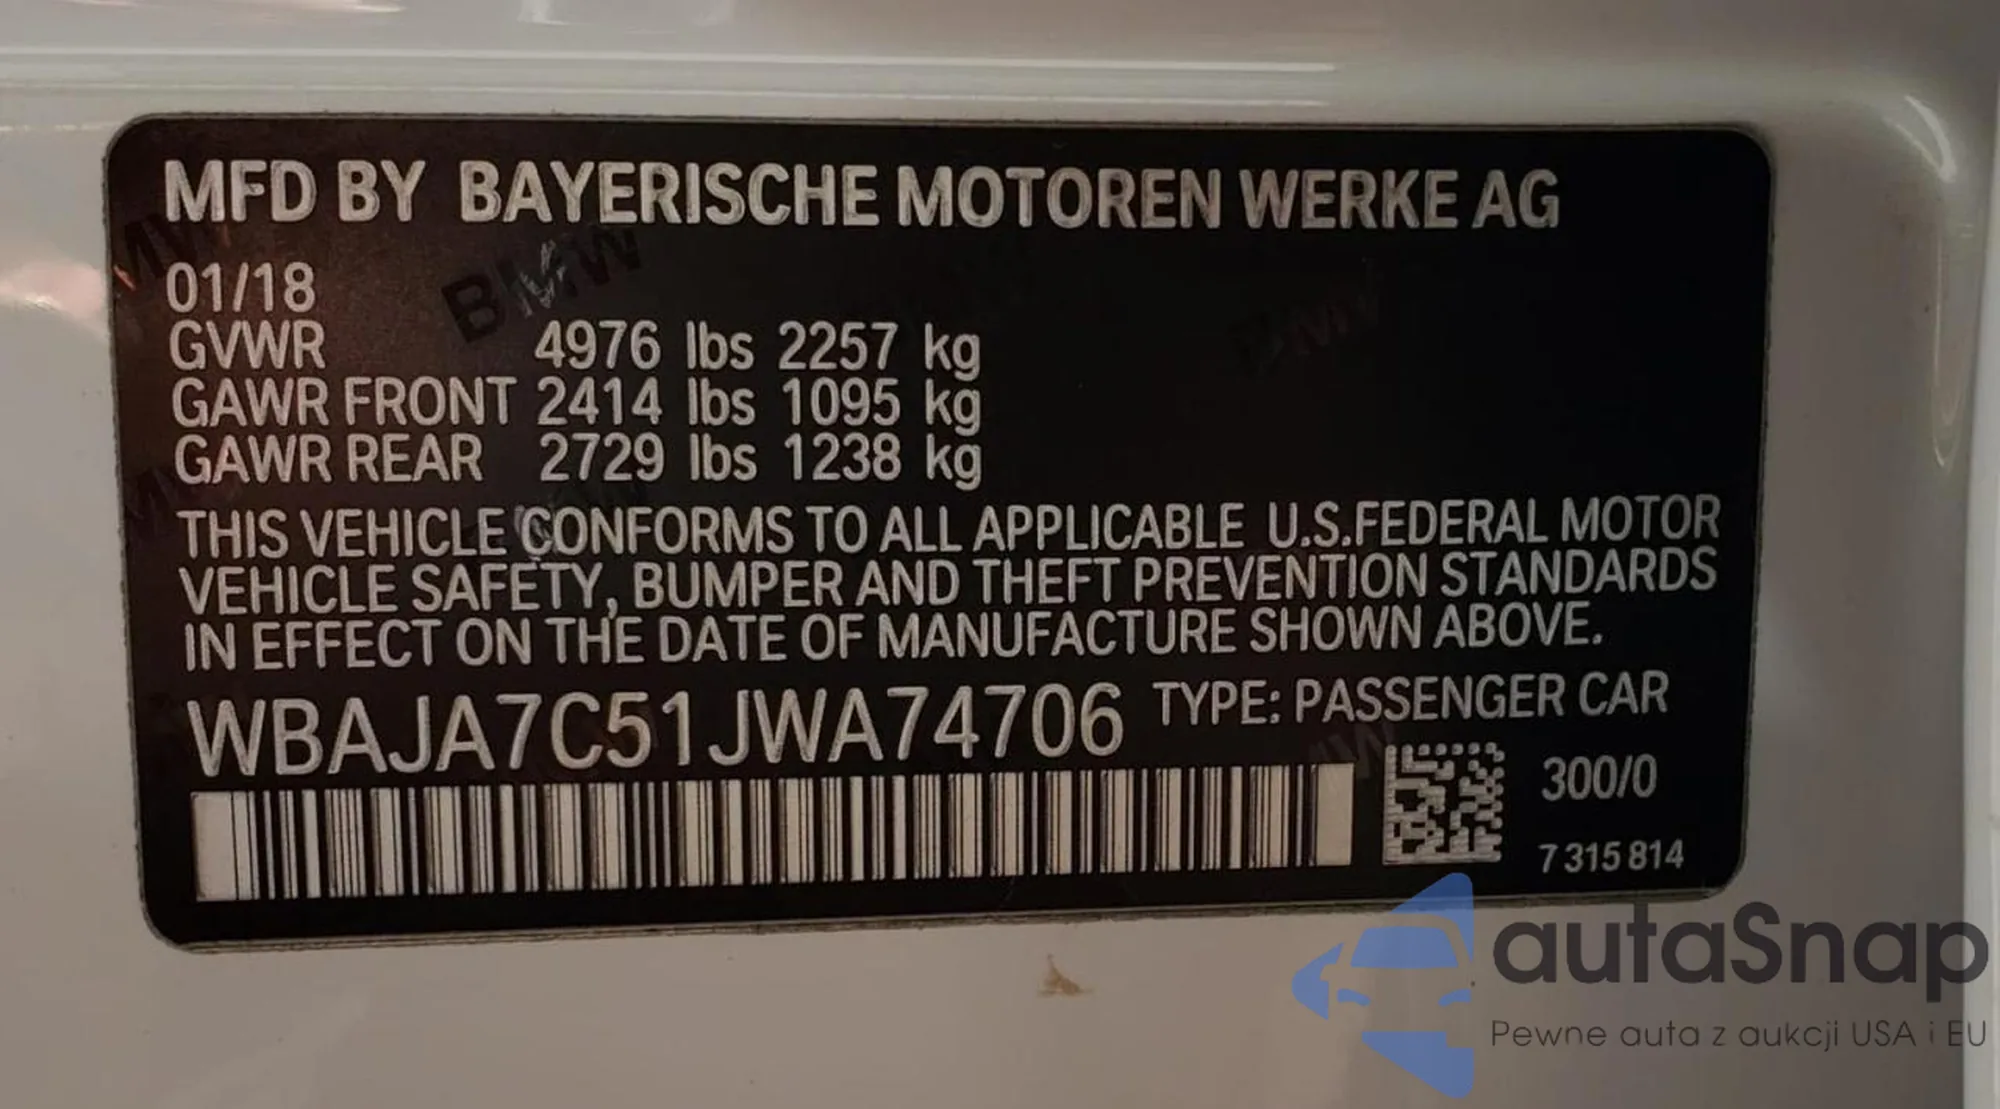 MFD BY BAYERISCHE MOTOREN WERKE AG
01/18
GVWR 4976 lbs 2257 kg
GAWR FRONT 2414 lbs 1095 kg
GAWR REAR 2729 lbs 1238 kg
THIS VEHICLE CONFORMS TO ALL APPLICABLE U.S.FEDERAL MOTOR
VEHICLE SAFETY, BUMPER AND THEFT PREVENTION STANDARDS
IN EFFECT ON THE DATE OF MANUFACTURE SHOWN ABOVE.
WBAJA7C51JWA74706 TYPE: PASSENGER CAR
300/0
7 315 814
BMW
BMW
autaSnap
Pewne auta z aukcji USA i EU